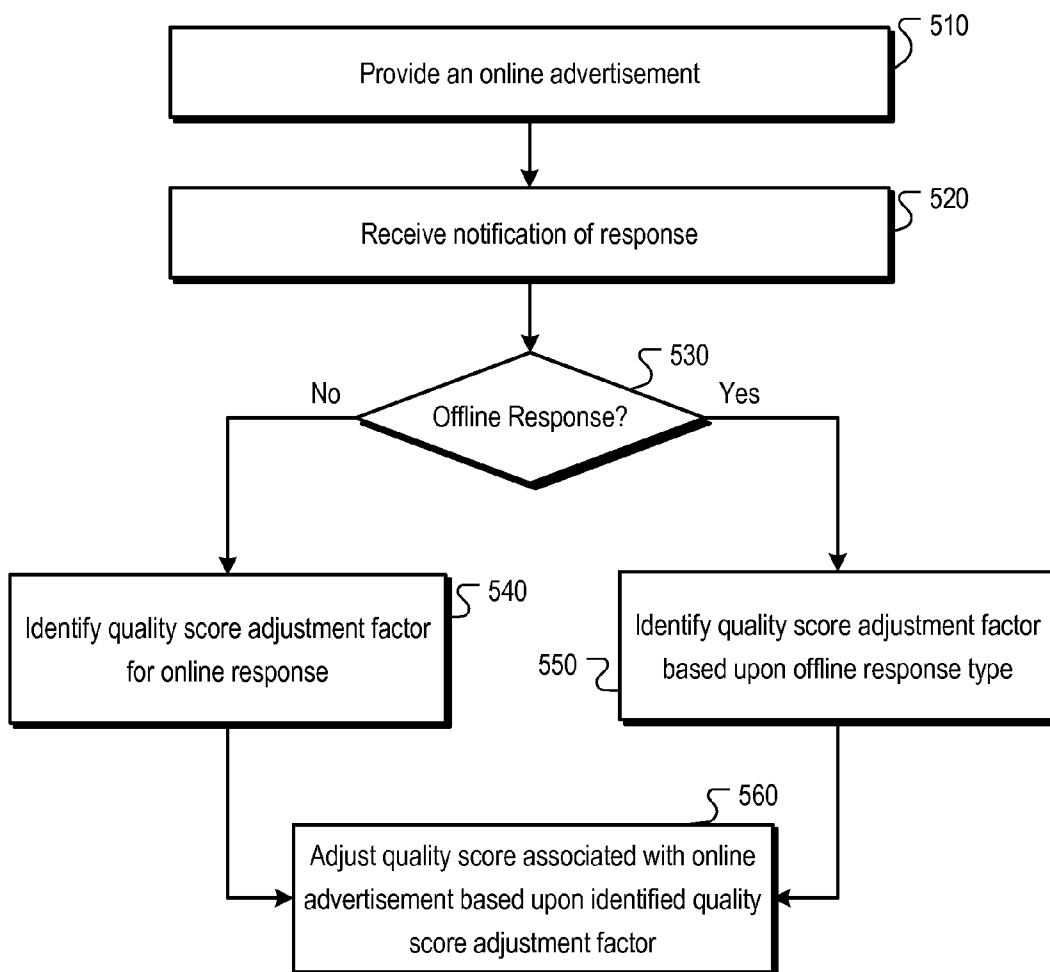 510
Provide an online advertisement
520
Receive notification of response
530
No
Offline Response?
Yes
540
Identify quality score adjustment factor
for online response
550
Identify quality score adjustment factor
based upon offline response type
560
Adjust quality score associated with online
advertisement based upon identified quality
score adjustment factor